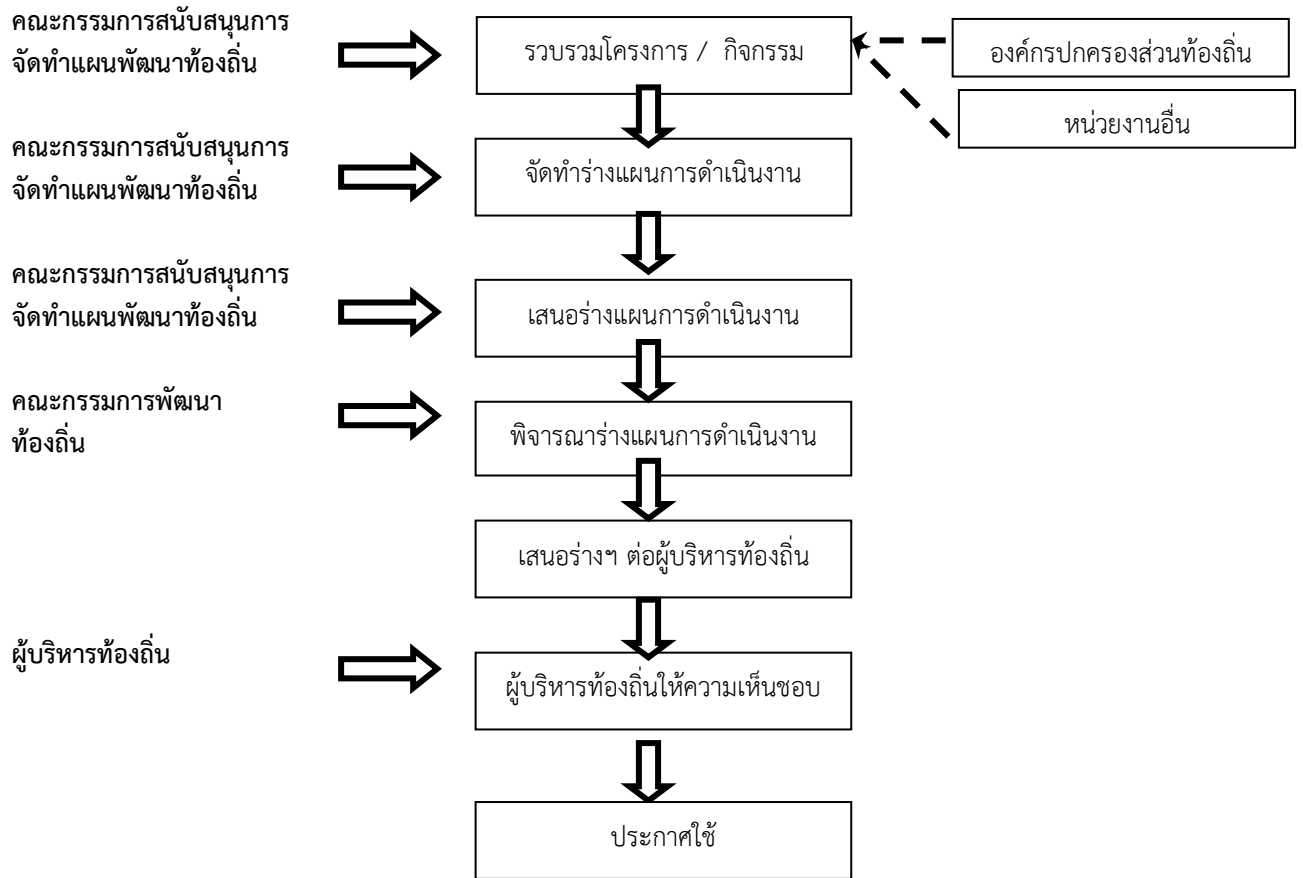 คณะกรรมการสนับสนุนการ
จัดทำแผนพัฒนาท้องถิ่น
รวบรวมโครงการ / กิจกรรม
องค์กรปกครองส่วนท้องถิ่น
หน่วยงานอื่น
คณะกรรมการสนับสนุนการ
จัดทำแผนพัฒนาท้องถิ่น
จัดทำร่างแผนการดำเนินงาน
คณะกรรมการสนับสนุนการ
จัดทำแผนพัฒนาท้องถิ่น
เสนอร่างแผนการดำเนินงาน
คณะกรรมการพัฒนา
ท้องถิ่น
พิจารณาร่างแผนการดำเนินงาน
เสนอร่างฯ ต่อผู้บริหารท้องถิ่น
ผู้บริหารท้องถิ่น
ผู้บริหารท้องถิ่นให้ความเห็นชอบ
ประกาศใช้